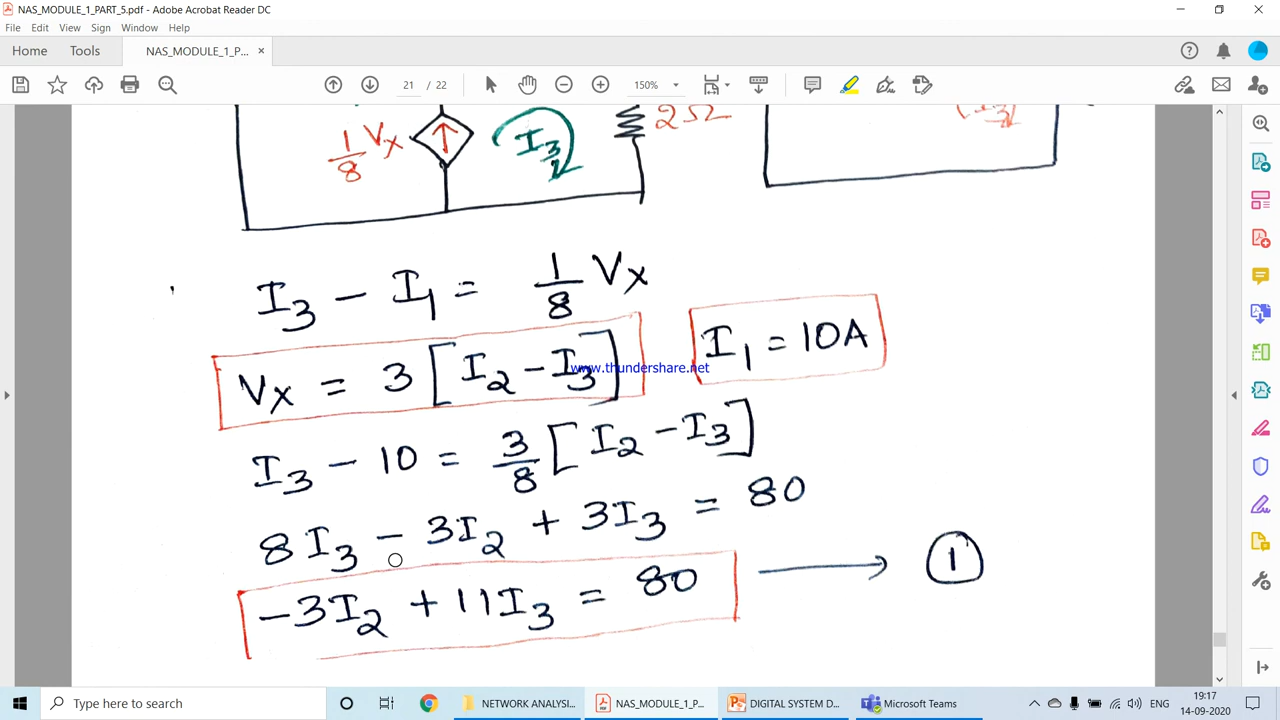 NAS_MODULE_1_PART_5.pdf - Adobe Acrobat Reader DC
File Edit View Sign Window Help
Home Tools NAS_MODULE_1_P... ×
21 / 22 150%
1/8 Vx I3 2Ω
I3 − I1 = 1/8 Vx
Vx = 3 [I2 − I3] I1 = 10A
www.thundershare.net
I3 − 10 = 3/8 [I2 − I3]
8I3 − 3I2 + 3I3 = 80
−3I2 + 11I3 = 80 → 1
Type here to search NETWORK ANALYSI... NAS_MODULE_1_P... DIGITAL SYSTEM D... Microsoft Teams ENG 19:17
14-09-2020